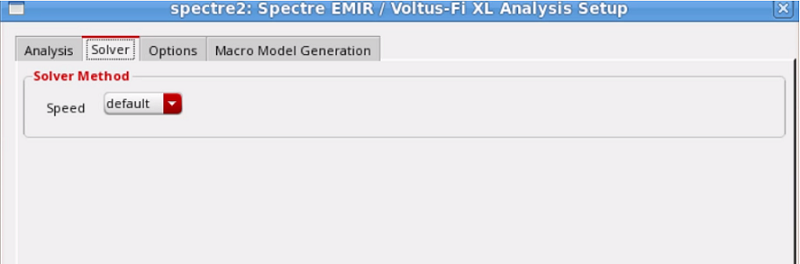 spectre2: Spectre EMIR / Voltus-Fi XL Analysis Setup
Analysis Solver Options Macro Model Generation
Solver Method
Speed default